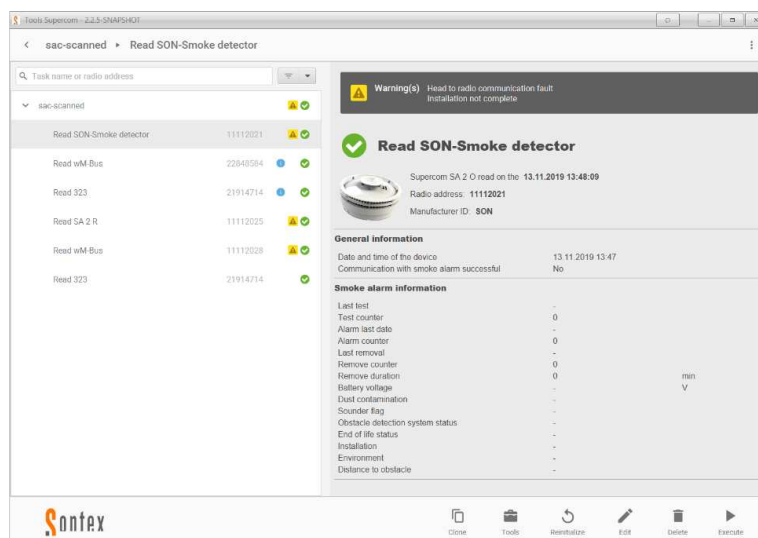 Tools Supercom - 2.2.5-SNAPSHOT
sac-scanned ▸ Read SON-Smoke detector
Task name or radio address
sac-scanned
Read SON-Smoke detector 11112021
Read wM-Bus 22848584
Read 323 21914714
Read SA 2 R 11112025
Read wM-Bus 11112028
Read 323 21914714
Warning(s) Head to radio communication fault
Installation not complete
Read SON-Smoke detector
Supercom SA 2 O read on the 13.11.2019 13:48:09
Radio address: 11112021
Manufacturer ID: SON
General information
Date and time of the device 13.11.2019 13:47
Communication with smoke alarm successful No
Smoke alarm information
Last test -
Test counter 0
Alarm last date -
Alarm counter 0
Last removal -
Remove counter 0
Remove duration 0 min
Battery voltage - V
Dust contamination -
Sounder flag -
Obstacle detection system status -
End of life status -
Installation -
Environment -
Distance to obstacle -
Sontex
Clone Tools Reinitialize Edit Delete Execute